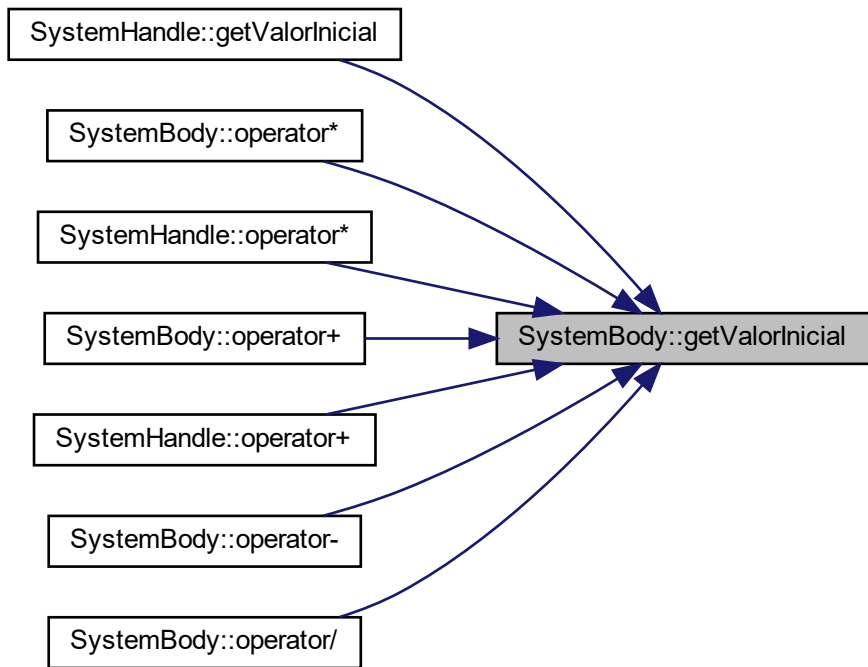 SystemHandle::getValorInicial
SystemBody::operator*
SystemHandle::operator*
SystemBody::operator+
SystemBody::getValorInicial
SystemHandle::operator+
SystemBody::operator-
SystemBody::operator/